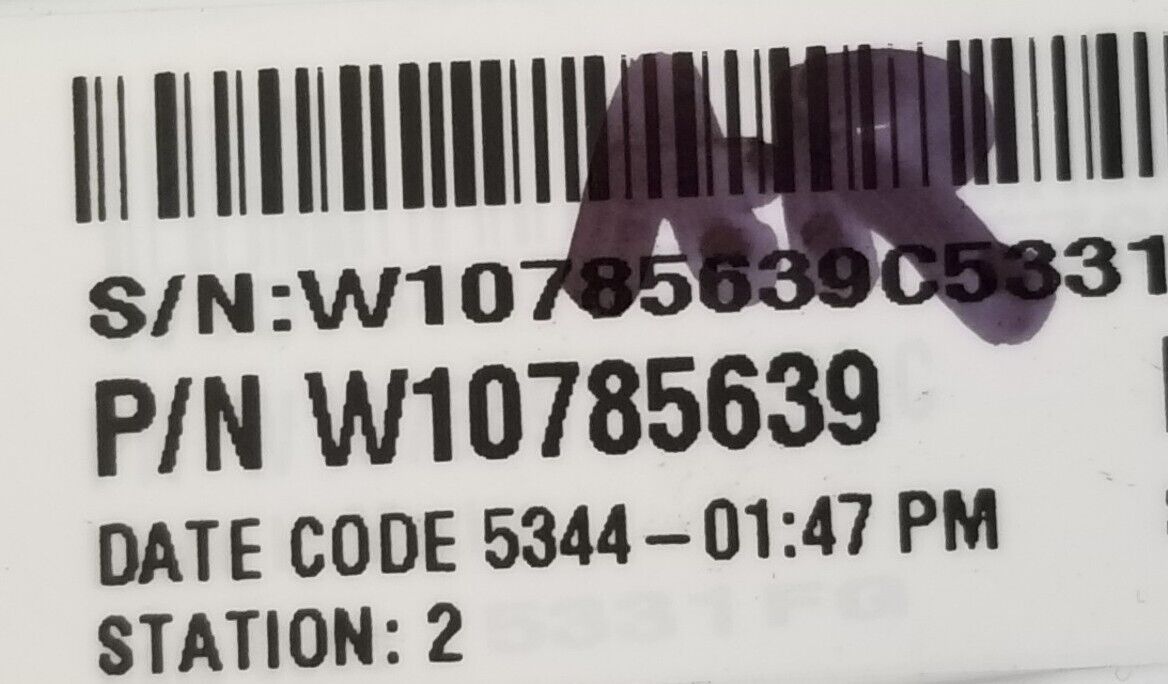 S/N:W10785639C5331
P/N W10785639
DATE CODE 5344-01:47 PM
STATION: 2